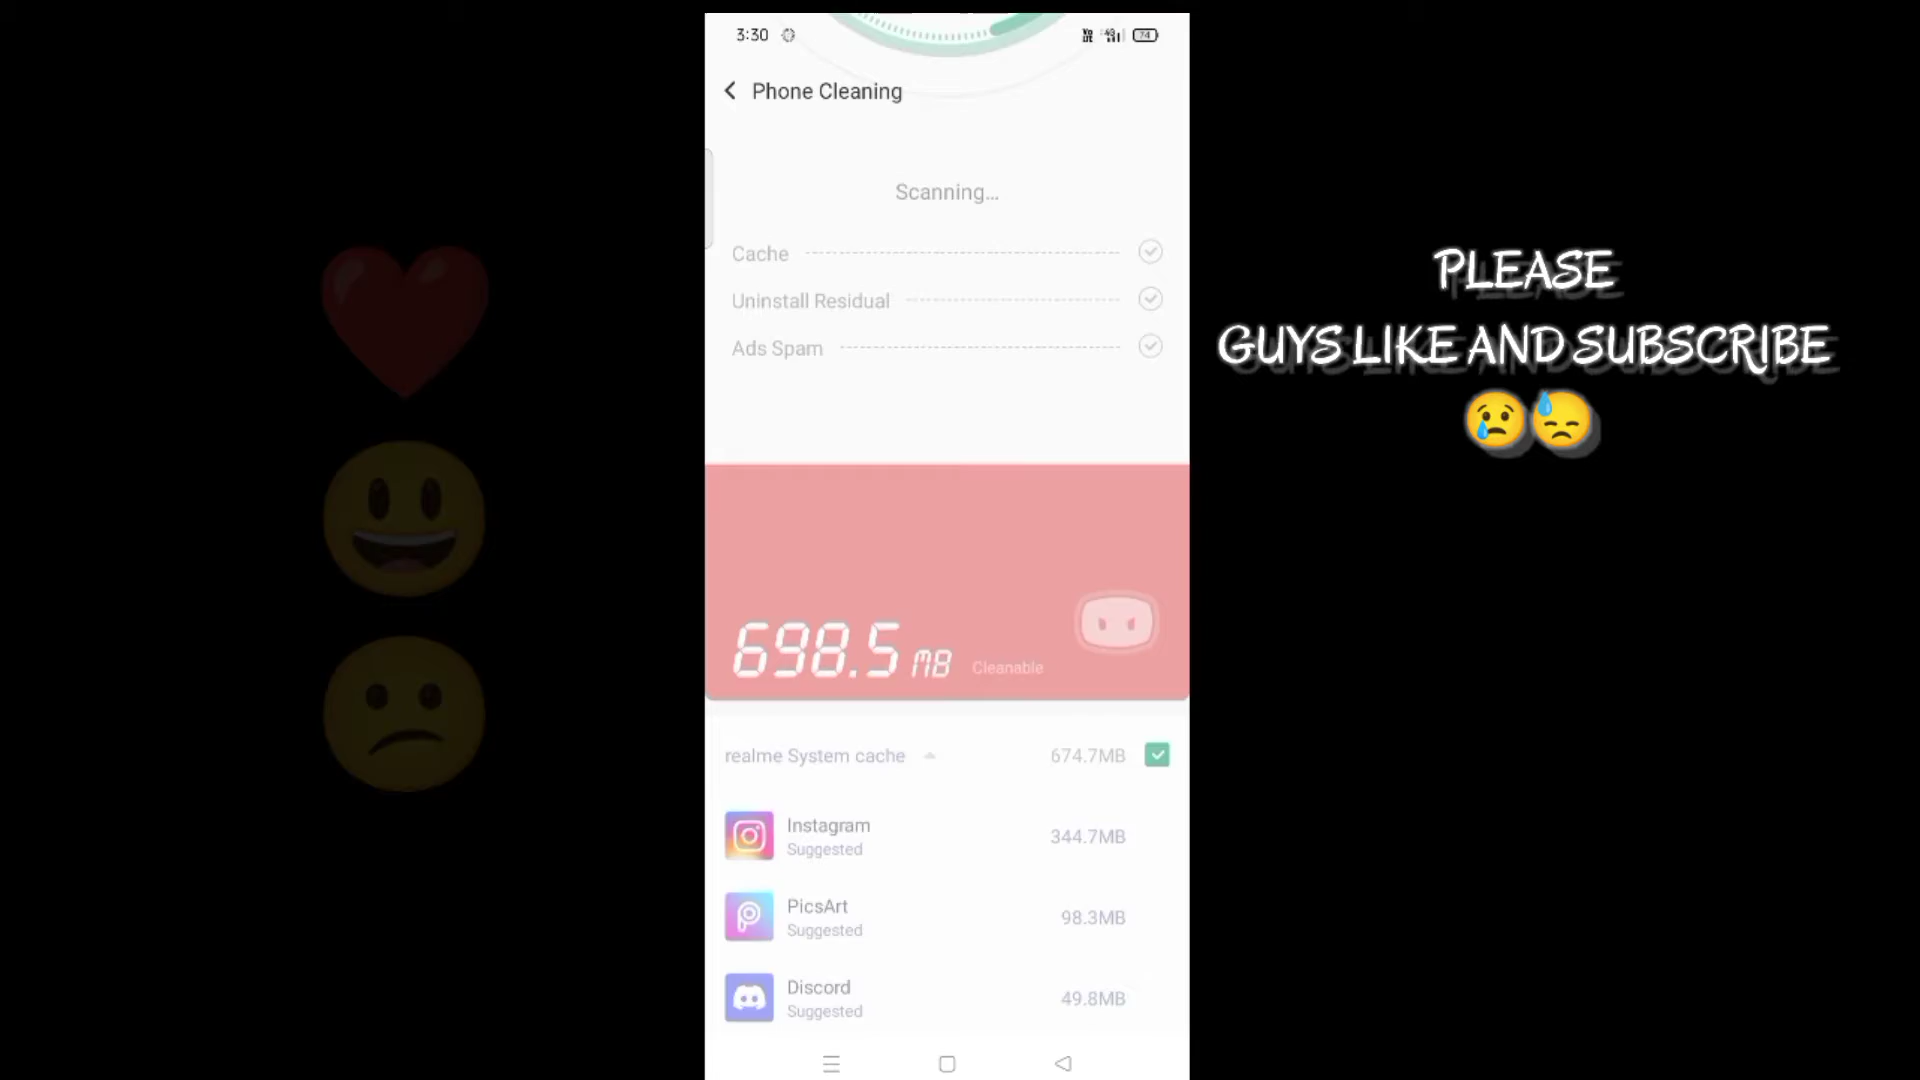 3:30
74
Phone Cleaning
Scanning...
Cache
Uninstall Residual
Ads Spam
698.5 MB Cleanable
realme System cache 674.7MB
Instagram
Suggested
344.7MB
PicsArt
Suggested
98.3MB
Discord
Suggested
49.8MB
PLEASE
GUYS LIKE AND SUBSCRIBE
😢😓